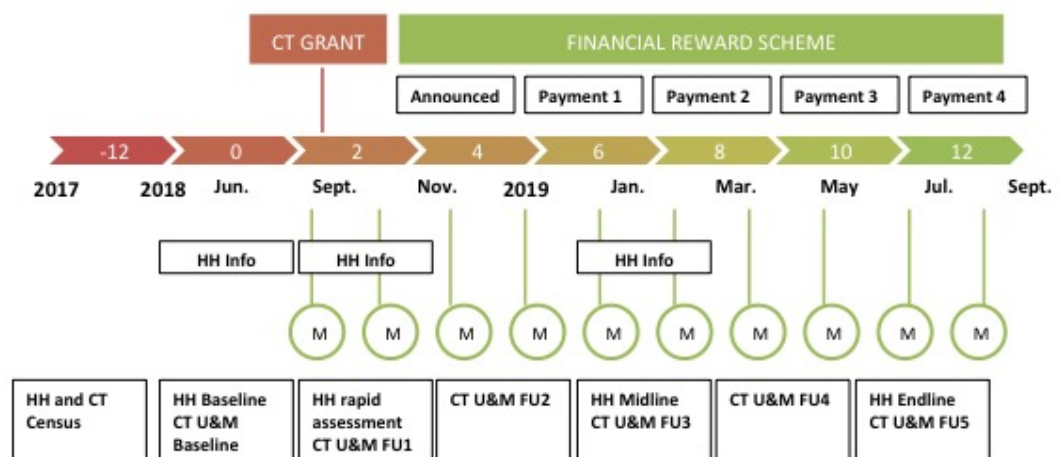 CT GRANT
FINANCIAL REWARD SCHEME
Announced
Payment 1
Payment 2
Payment 3
Payment 4
-12
0
2
4
6
8
10
12
2017
2018
Jun.
Sept.
Nov.
2019
Jan.
Mar.
May
Jul.
Sept.
HH Info
HH Info
HH Info
M
M
M
M
M
M
M
M
M
M
HH and CT
Census
HH Baseline
CT U&M
Baseline
HH rapid
assessment
CT U&M FU1
CT U&M FU2
HH Midline
CT U&M FU3
CT U&M FU4
HH Endline
CT U&M FU5